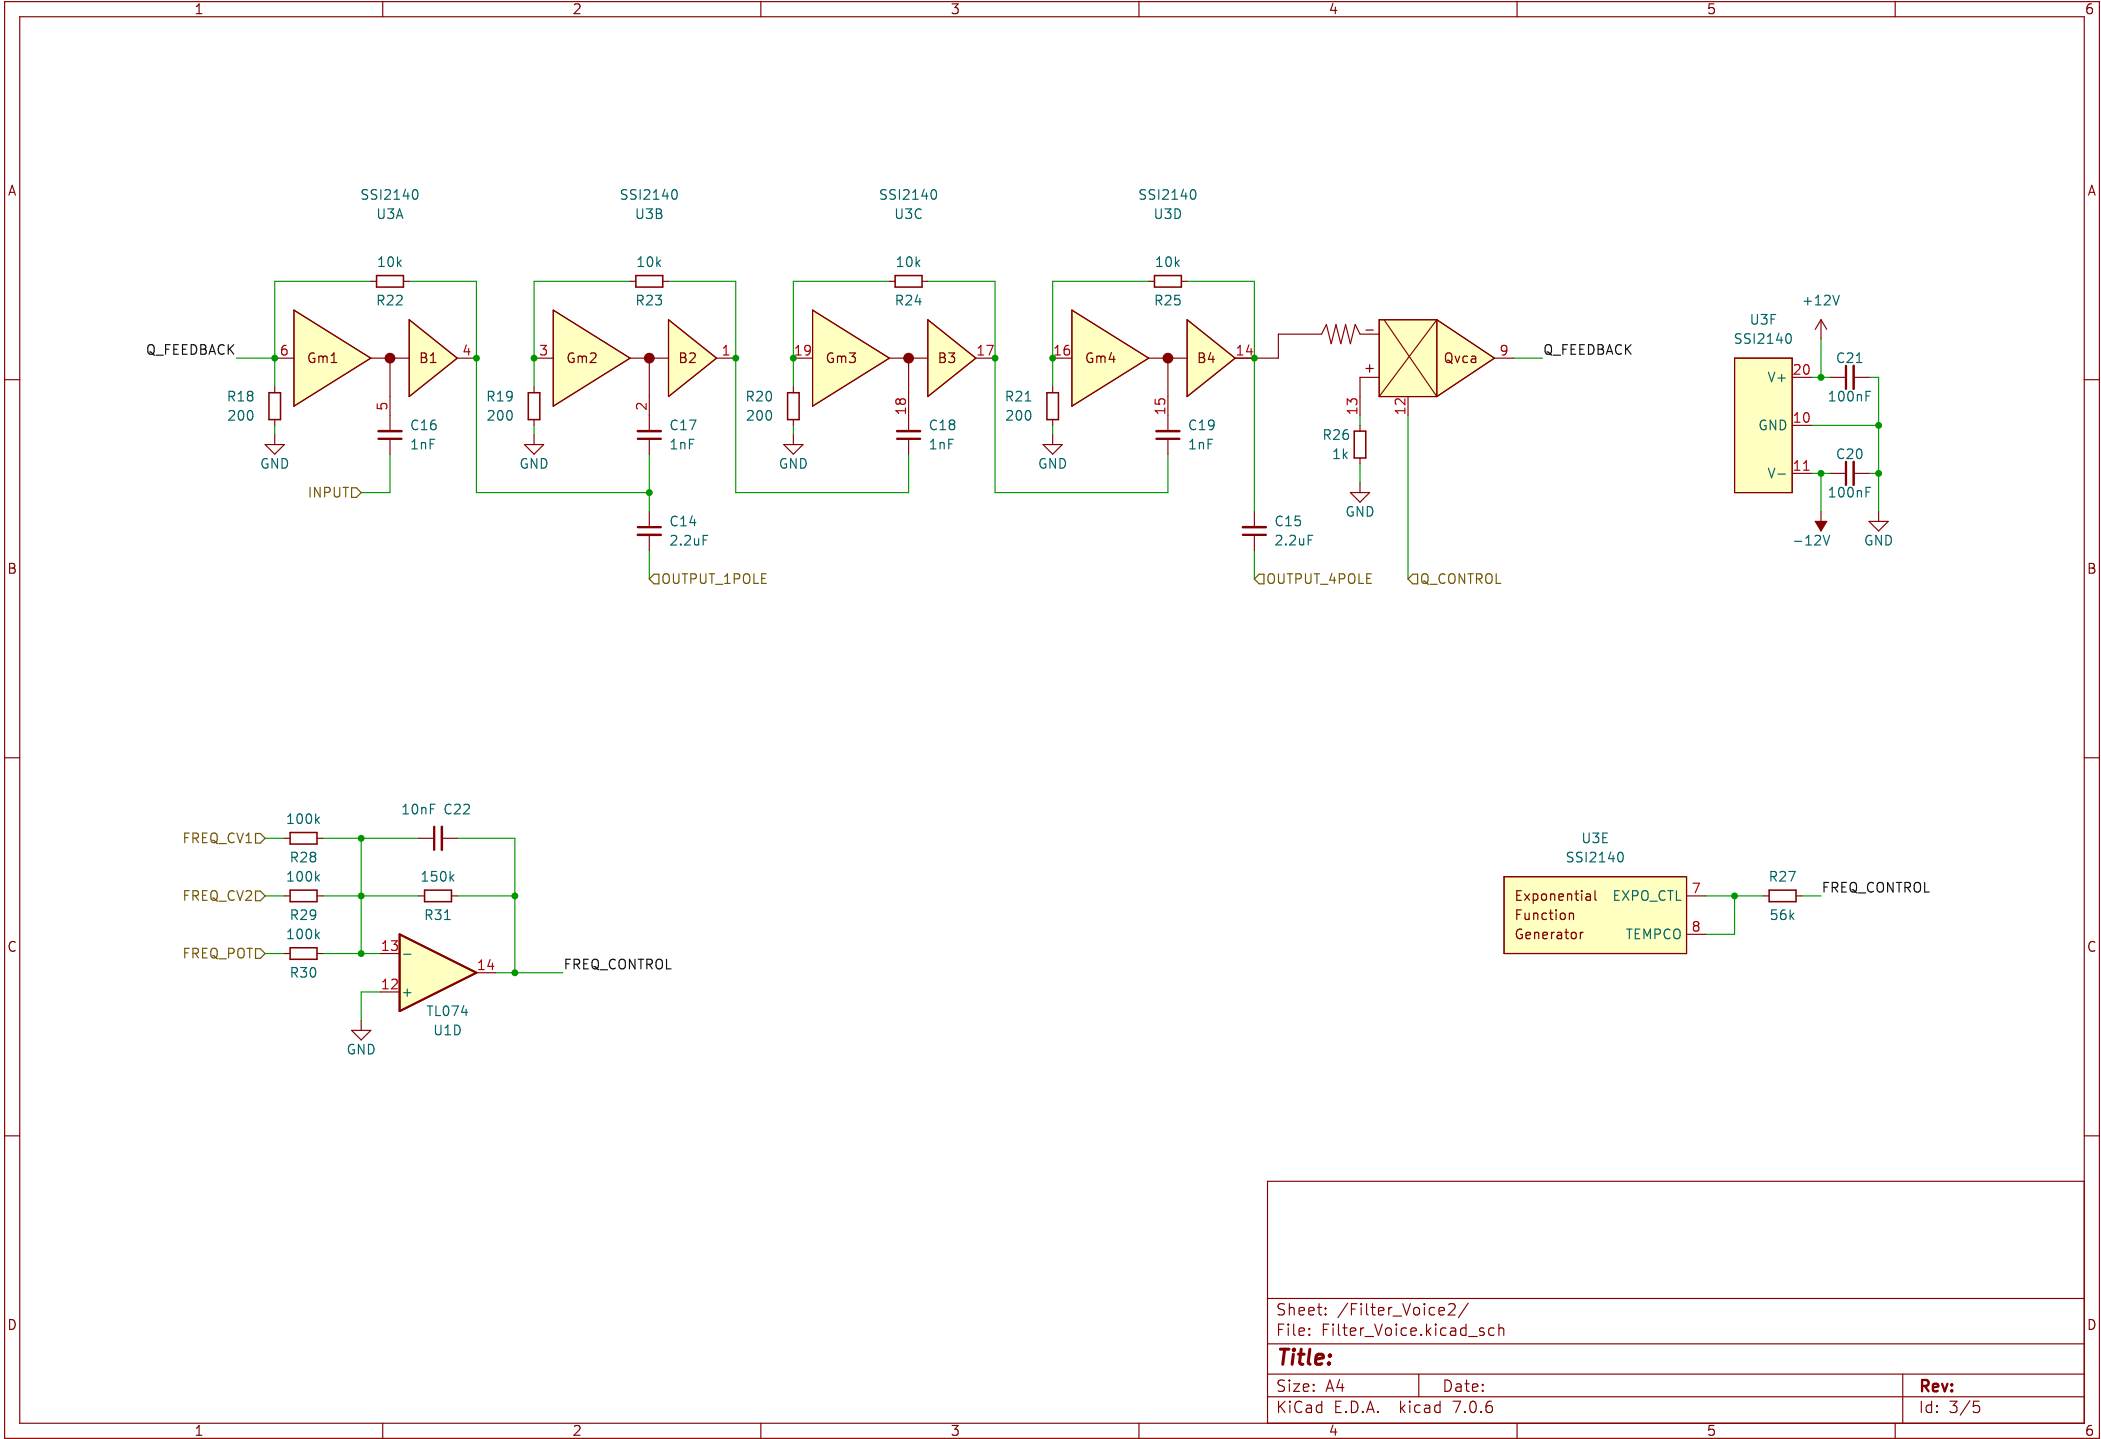 1 2 3 4 5 6
A A
SSI2140 SSI2140 SSI2140 SSI2140
U3A U3B U3C U3D
10k 10k 10k 10k
R22 R23 R24 R25
+12V
U3F
SSI2140
Q_FEEDBACK 6 Gm1 B1 4 3 Gm2 B2 1 19 Gm3 B3 17 16 Gm4 B4 14 − + Qvca 9 Q_FEEDBACK
V+ 20 C21
100nF
R18 5 R19 2 R20 18 R21 15 13 12
200 200 200 200
C16 C17 C18 C19
1nF 1nF 1nF 1nF
GND 10
R26
1k
GND GND GND GND
V- 11 C20
100nF
INPUT
GND
C14 C15
2.2uF 2.2uF
-12V GND
B B
OUTPUT_1POLE OUTPUT_4POLE Q_CONTROL
10nF C22
100k
FREQ_CV1
R28
100k 150k
FREQ_CV2
R29 R31
100k
FREQ_POT 13 −
R30
14 FREQ_CONTROL
12 +
TL074
U1D
GND
U3E
SSI2140
Exponential EXPO_CTL 7
Function
Generator TEMPCO 8
R27
56k
FREQ_CONTROL
C C
D D
Sheet: /Filter_Voice2/
File: Filter_Voice.kicad_sch
Title:
Size: A4 Date: Rev:
KiCad E.D.A. kicad 7.0.6 Id: 3/5
1 2 3 4 5 6